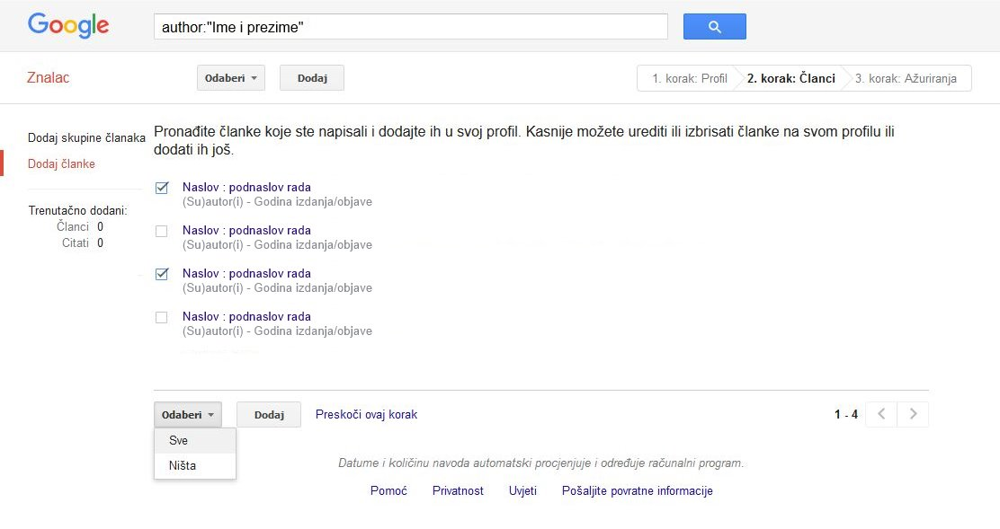 Google
author:"Ime i prezime"
Znalac
Odaberi
Dodaj
1. korak: Profil
2. korak: Članci
3. korak: Ažuriranja
Dodaj skupine članaka
Dodaj članke
Trenutačno dodani:
Članci 0
Citati 0
Pronađite članke koje ste napisali i dodajte ih u svoj profil. Kasnije možete urediti ili izbrisati članke na svom profilu ili
dodati ih još.
Naslov : podnaslov rada
(Su)autor(i) - Godina izdanja/objave
Naslov : podnaslov rada
(Su)autor(i) - Godina izdanja/objave
Naslov : podnaslov rada
(Su)autor(i) - Godina izdanja/objave
Naslov : podnaslov rada
(Su)autor(i) - Godina izdanja/objave
Odaberi
Dodaj
Preskoči ovaj korak
1 - 4
Sve
Ništa
Datume i količinu navoda automatski procjenjuje i određuje računalni program.
Pomoć
Privatnost
Uvjeti
Pošaljite povratne informacije